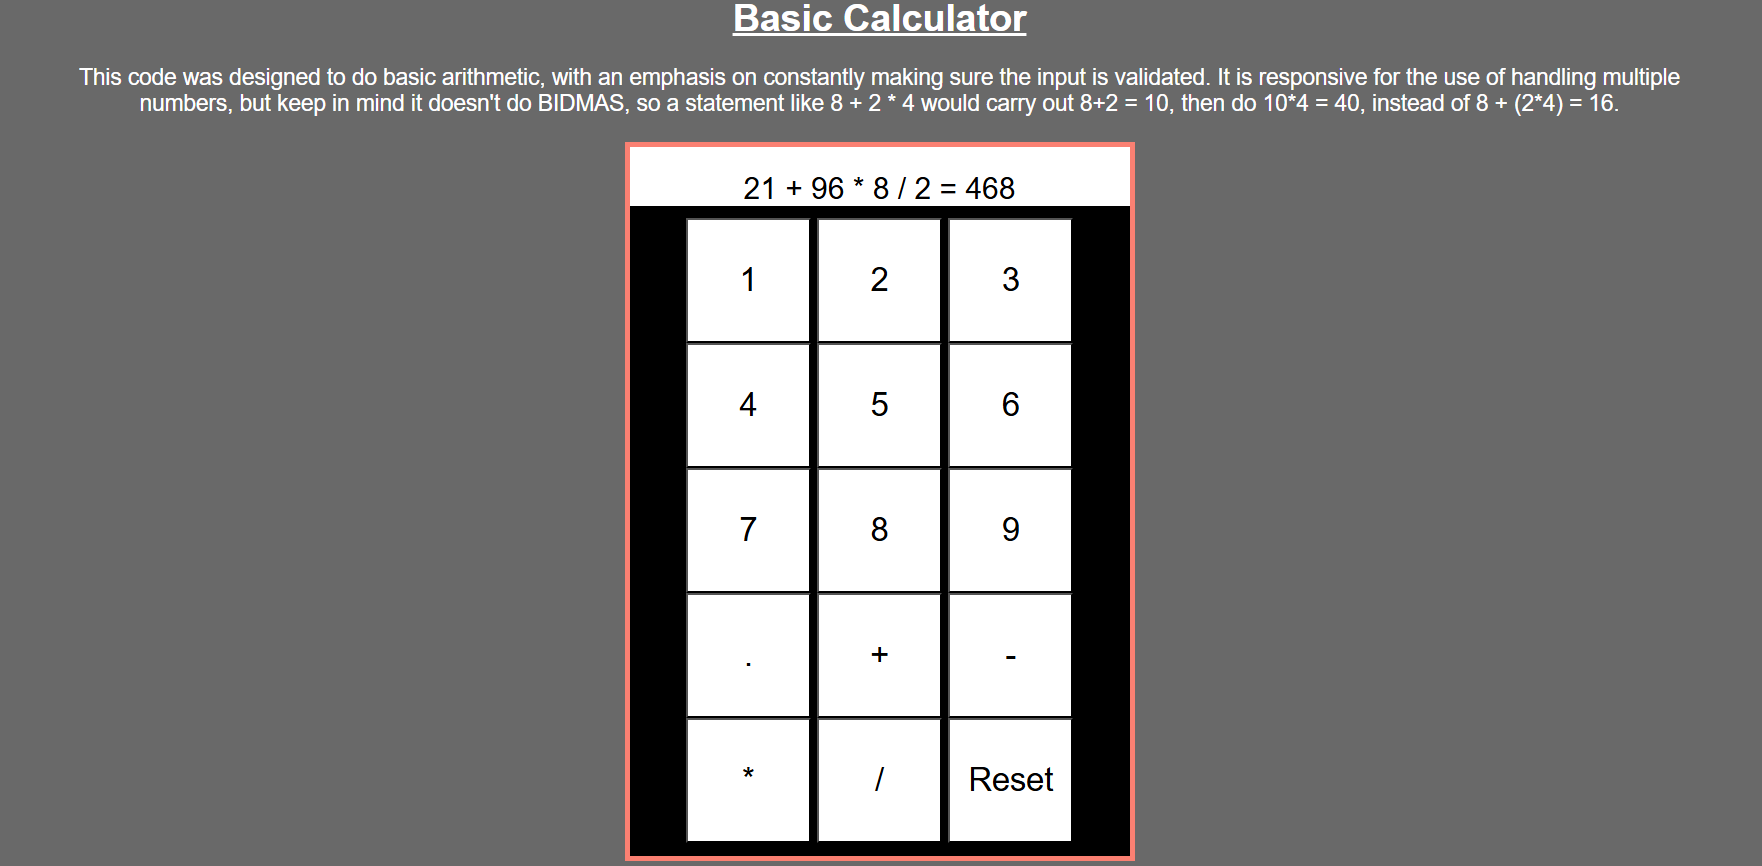 Basic Calculator
This code was designed to do basic arithmetic, with an emphasis on constantly making sure the input is validated. It is responsive for the use of handling multiple
numbers, but keep in mind it doesn't do BIDMAS, so a statement like 8 + 2 * 4 would carry out 8+2 = 10, then do 10*4 = 40, instead of 8 + (2*4) = 16.
21 + 96 * 8 / 2 = 468
1 2 3
4 5 6
7 8 9
. + -
* / Reset